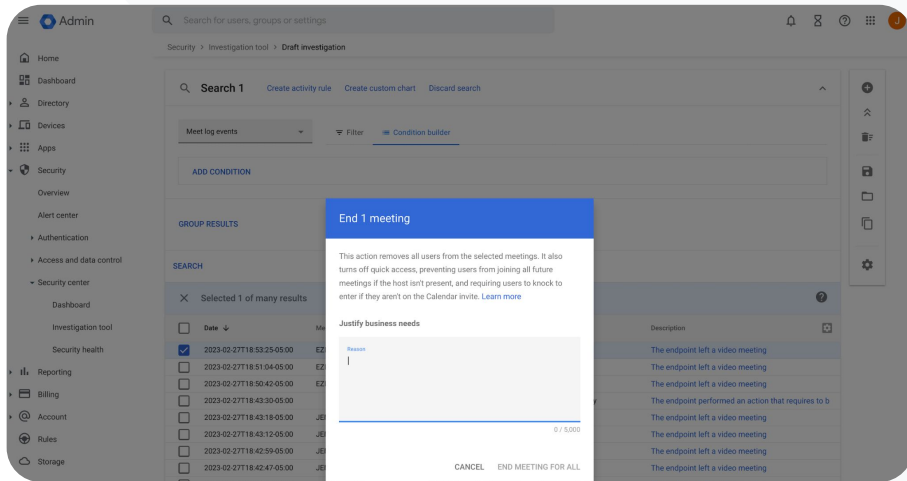 Admin
Search for users, groups or settings
J
Security > Investigation tool > Draft investigation
Home
Dashboard
Directory
Devices
Apps
Security
Overview
Alert center
Authentication
Access and data control
Security center
Dashboard
Investigation tool
Security health
Reporting
Billing
Account
Rules
Storage
Search 1 Create activity rule Create custom chart Discard search
Meet log events Filter Condition builder
ADD CONDITION
GROUP RESULTS
SEARCH
Selected 1 of many results
Date Description
2023-02-27T18:53:25-05:00 The endpoint left a video meeting
2023-02-27T18:51:04-05:00 The endpoint left a video meeting
2023-02-27T18:50:42-05:00 The endpoint left a video meeting
2023-02-27T18:43:30-05:00 The endpoint performed an action that requires to b
2023-02-27T18:43:18-05:00 The endpoint left a video meeting
2023-02-27T18:43:12-05:00 The endpoint left a video meeting
2023-02-27T18:42:59-05:00 The endpoint left a video meeting
2023-02-27T18:42:47-05:00 The endpoint left a video meeting
End 1 meeting
This action removes all users from the selected meetings. It also
turns off quick access, preventing users from joining all future
meetings if the host isn't present, and requiring users to knock to
enter if they aren't on the Calendar invite. Learn more
Justify business needs
Reason
0 / 5,000
CANCEL END MEETING FOR ALL